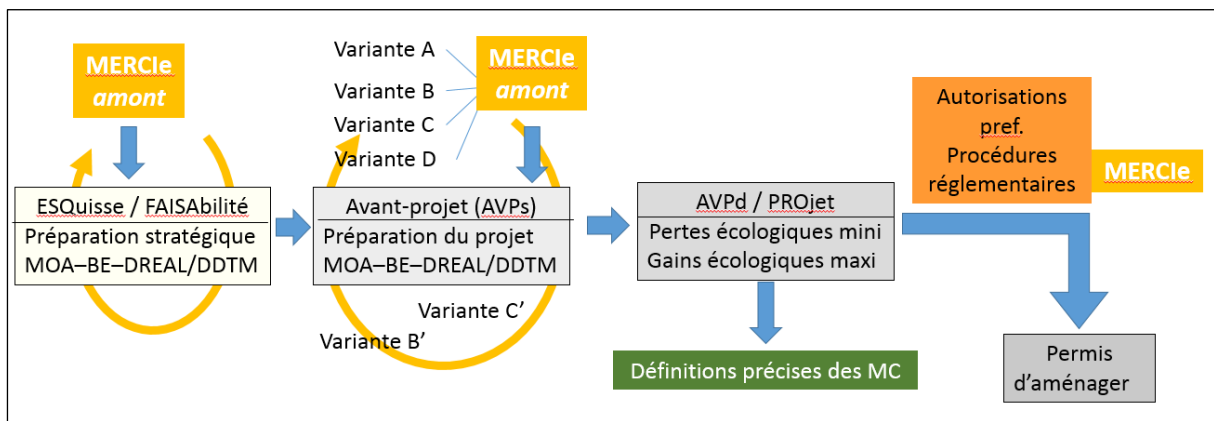 MERCIe
amont
ESQuisse / FAISAbilité
Préparation stratégique
MOA–BE–DREAL/DDTM
Variante A
Variante B
Variante C
Variante D
MERCIe
amont
Avant-projet (AVPs)
Préparation du projet
MOA–BE–DREAL/DDTM
Variante C’
Variante B’
AVPd / PROjet
Pertes écologiques mini
Gains écologiques maxi
Définitions précises des MC
Autorisations
pref.
Procédures
réglementaires
MERCIe
Permis
d’aménager